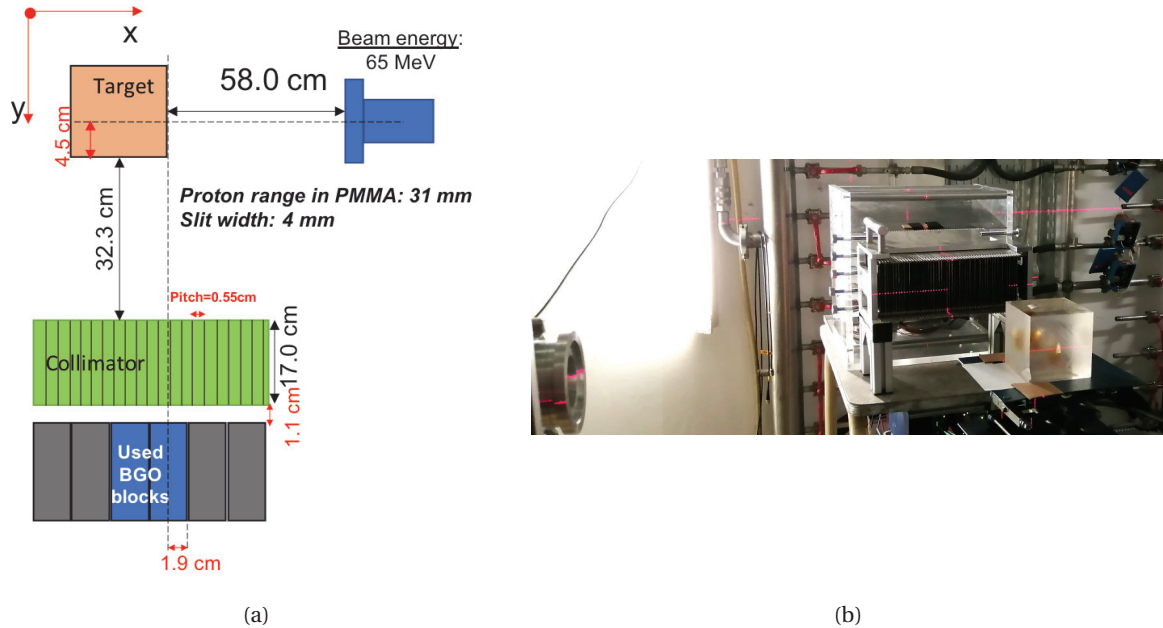 x
y
Target
4.5 cm
58.0 cm
Beam energy:
65 MeV
32.3 cm
Proton range in PMMA: 31 mm
Slit width: 4 mm
Pitch=0.55cm
Collimator
17.0 cm
1.1 cm
Used
BGO
blocks
1.9 cm
(a)
(b)